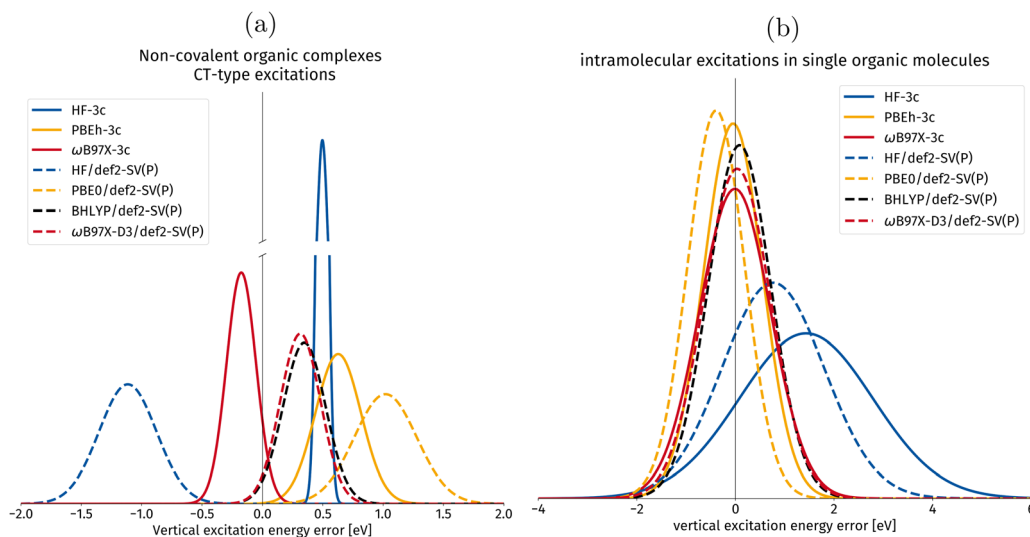 (a)
Non-covalent organic complexes
CT-type excitations
HF-3c
PBEh-3c
ωB97X-3c
HF/def2-SV(P)
PBE0/def2-SV(P)
BHLYP/def2-SV(P)
ωB97X-D3/def2-SV(P)
−2.0 −1.5 −1.0 −0.5 0.0 0.5 1.0 1.5 2.0
Vertical excitation energy error [eV]
(b)
intramolecular excitations in single organic molecules
HF-3c
PBEh-3c
ωB97X-3c
HF/def2-SV(P)
PBE0/def2-SV(P)
BHLYP/def2-SV(P)
ωB97X-D3/def2-SV(P)
−4 −2 0 2 4 6
vertical excitation energy error [eV]